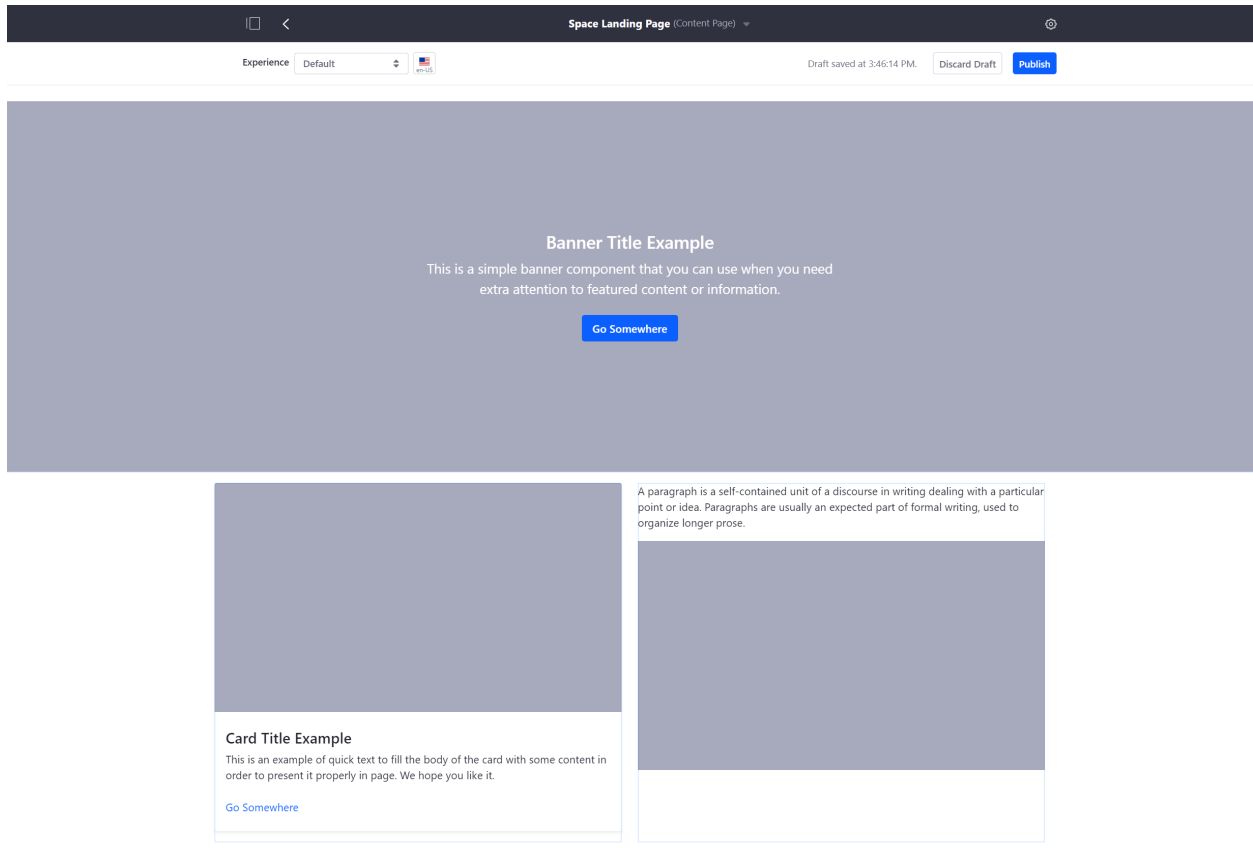 Space Landing Page (Content Page)
Experience Default en-US Draft saved at 3:46:14 PM. Discard Draft Publish
Banner Title Example
This is a simple banner component that you can use when you need
extra attention to featured content or information.
Go Somewhere
A paragraph is a self-contained unit of a discourse in writing dealing with a particular
point or idea. Paragraphs are usually an expected part of formal writing, used to
organize longer prose.
Card Title Example
This is an example of quick text to fill the body of the card with some content in
order to present it properly in page. We hope you like it.
Go Somewhere